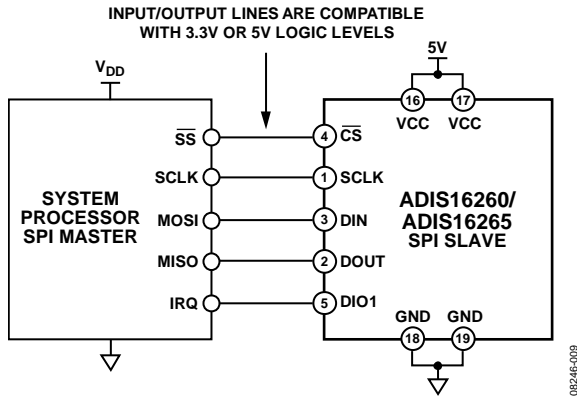 INPUT/OUTPUT LINES ARE COMPATIBLE
WITH 3.3V OR 5V LOGIC LEVELS
VDD
5V
16
17
VCC
VCC
SS
4
CS
SCLK
1
SCLK
SYSTEM
PROCESSOR
SPI MASTER
MOSI
3
DIN
ADIS16260/
ADIS16265
SPI SLAVE
MISO
2
DOUT
IRQ
5
DIO1
GND
GND
18
19
08246-009